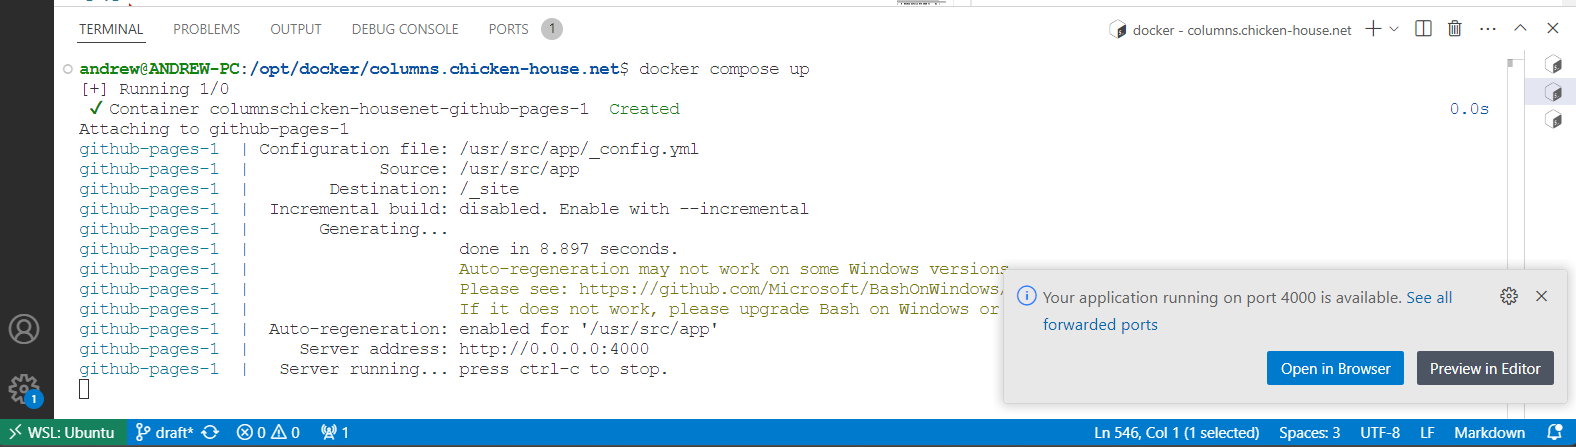 TERMINAL PROBLEMS OUTPUT DEBUG CONSOLE PORTS 1 docker - columns.chicken-house.net
andrew@ANDREW-PC:/opt/docker/columns.chicken-house.net$ docker compose up
[+] Running 1/0
✓ Container columnschicken-housenet-github-pages-1 Created 0.0s
Attaching to github-pages-1
github-pages-1 | Configuration file: /usr/src/app/_config.yml
github-pages-1 | Source: /usr/src/app
github-pages-1 | Destination: /_site
github-pages-1 | Incremental build: disabled. Enable with --incremental
github-pages-1 | Generating...
github-pages-1 | done in 8.897 seconds.
github-pages-1 | Auto-regeneration may not work on some Windows versions
github-pages-1 | Please see: https://github.com/Microsoft/BashOnWindows/
github-pages-1 | If it does not work, please upgrade Bash on Windows or
github-pages-1 | Auto-regeneration: enabled for '/usr/src/app'
github-pages-1 | Server address: http://0.0.0.0:4000
github-pages-1 | Server running... press ctrl-c to stop.
Your application running on port 4000 is available. See all
forwarded ports
Open in Browser Preview in Editor
1
WSL: Ubuntu draft* 0 0 1 Ln 546, Col 1 (1 selected) Spaces: 3 UTF-8 LF Markdown